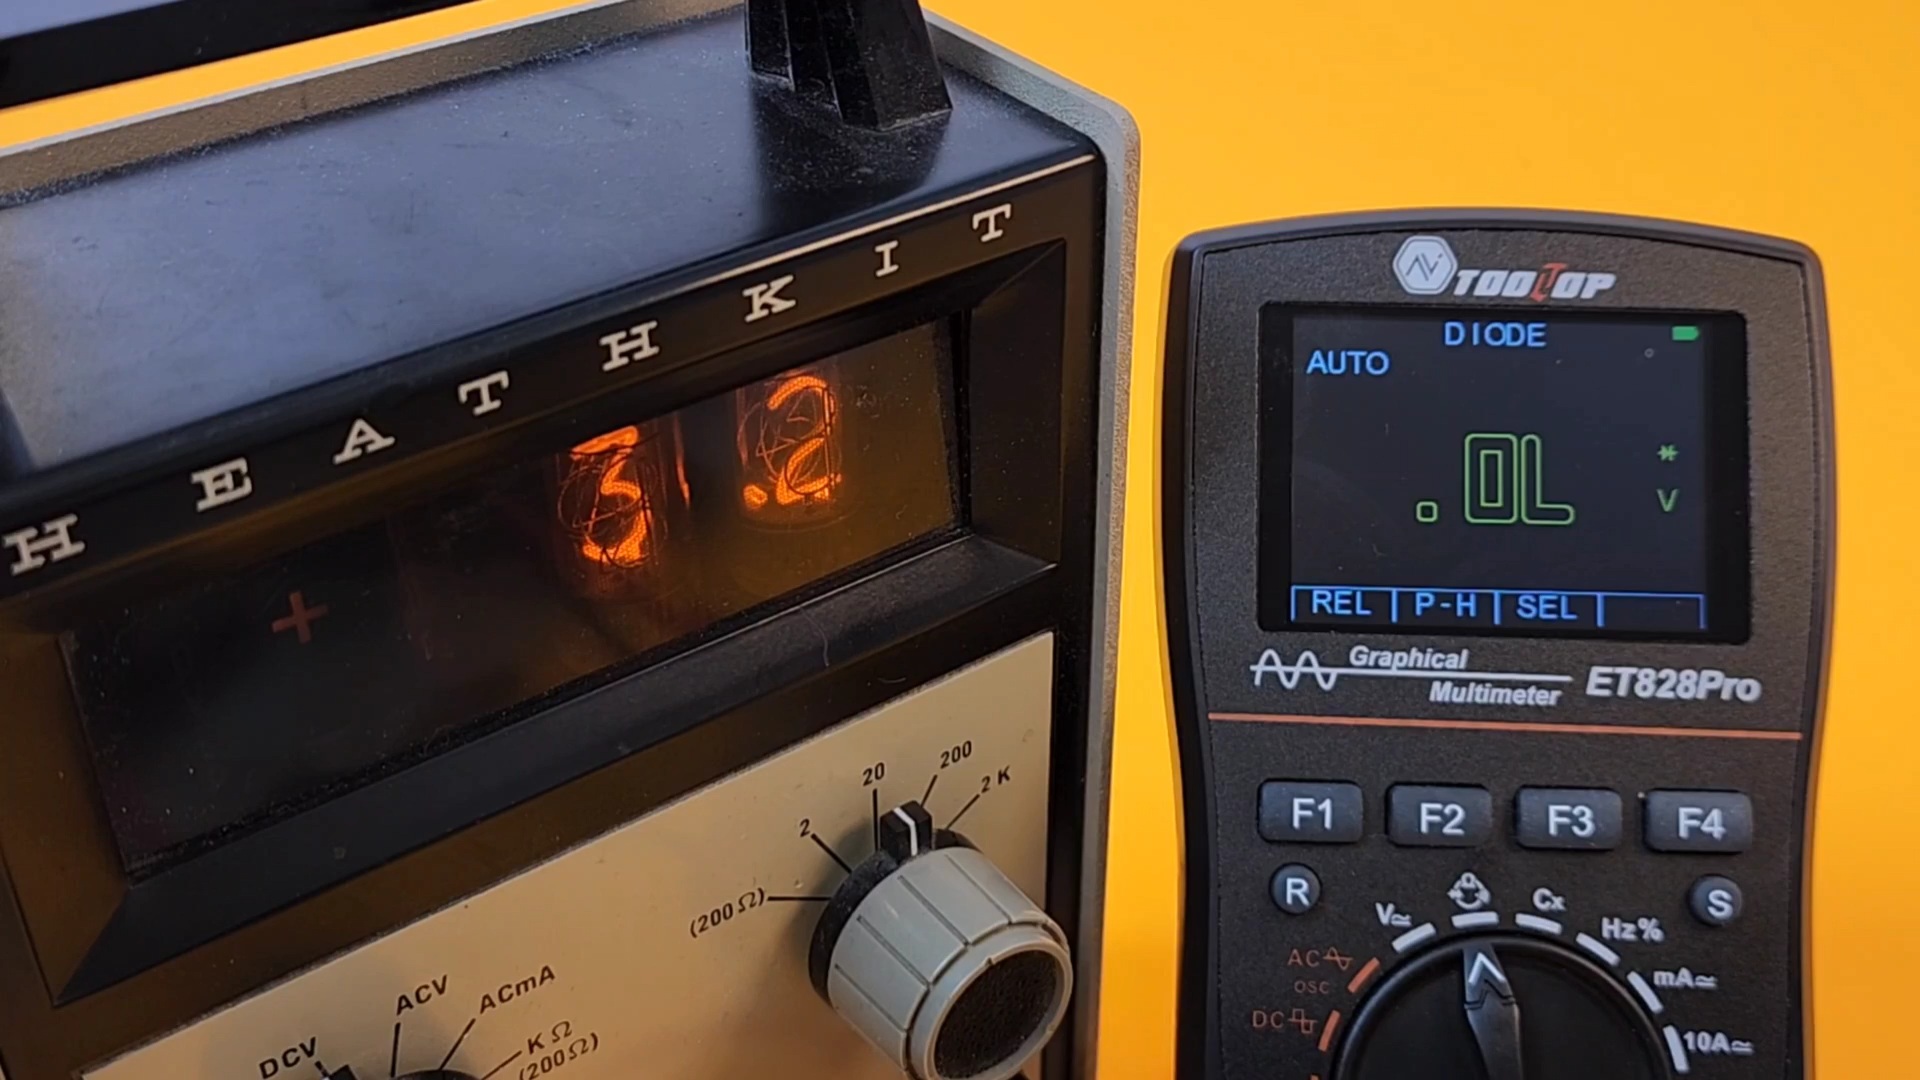 HEATHKIT
+ 3.2
20
200
2
2 K
(200 Ω)
DCV
ACV
ACmA
K Ω
(200Ω)
TOOLTOP
DIODE
AUTO
.0L
V
REL
P-H
SEL
Graphical
Multimeter
ET828Pro
F1
F2
F3
F4
R
S
V
Ω
Cx
Hz%
mA
10A
AC
OSC
DC